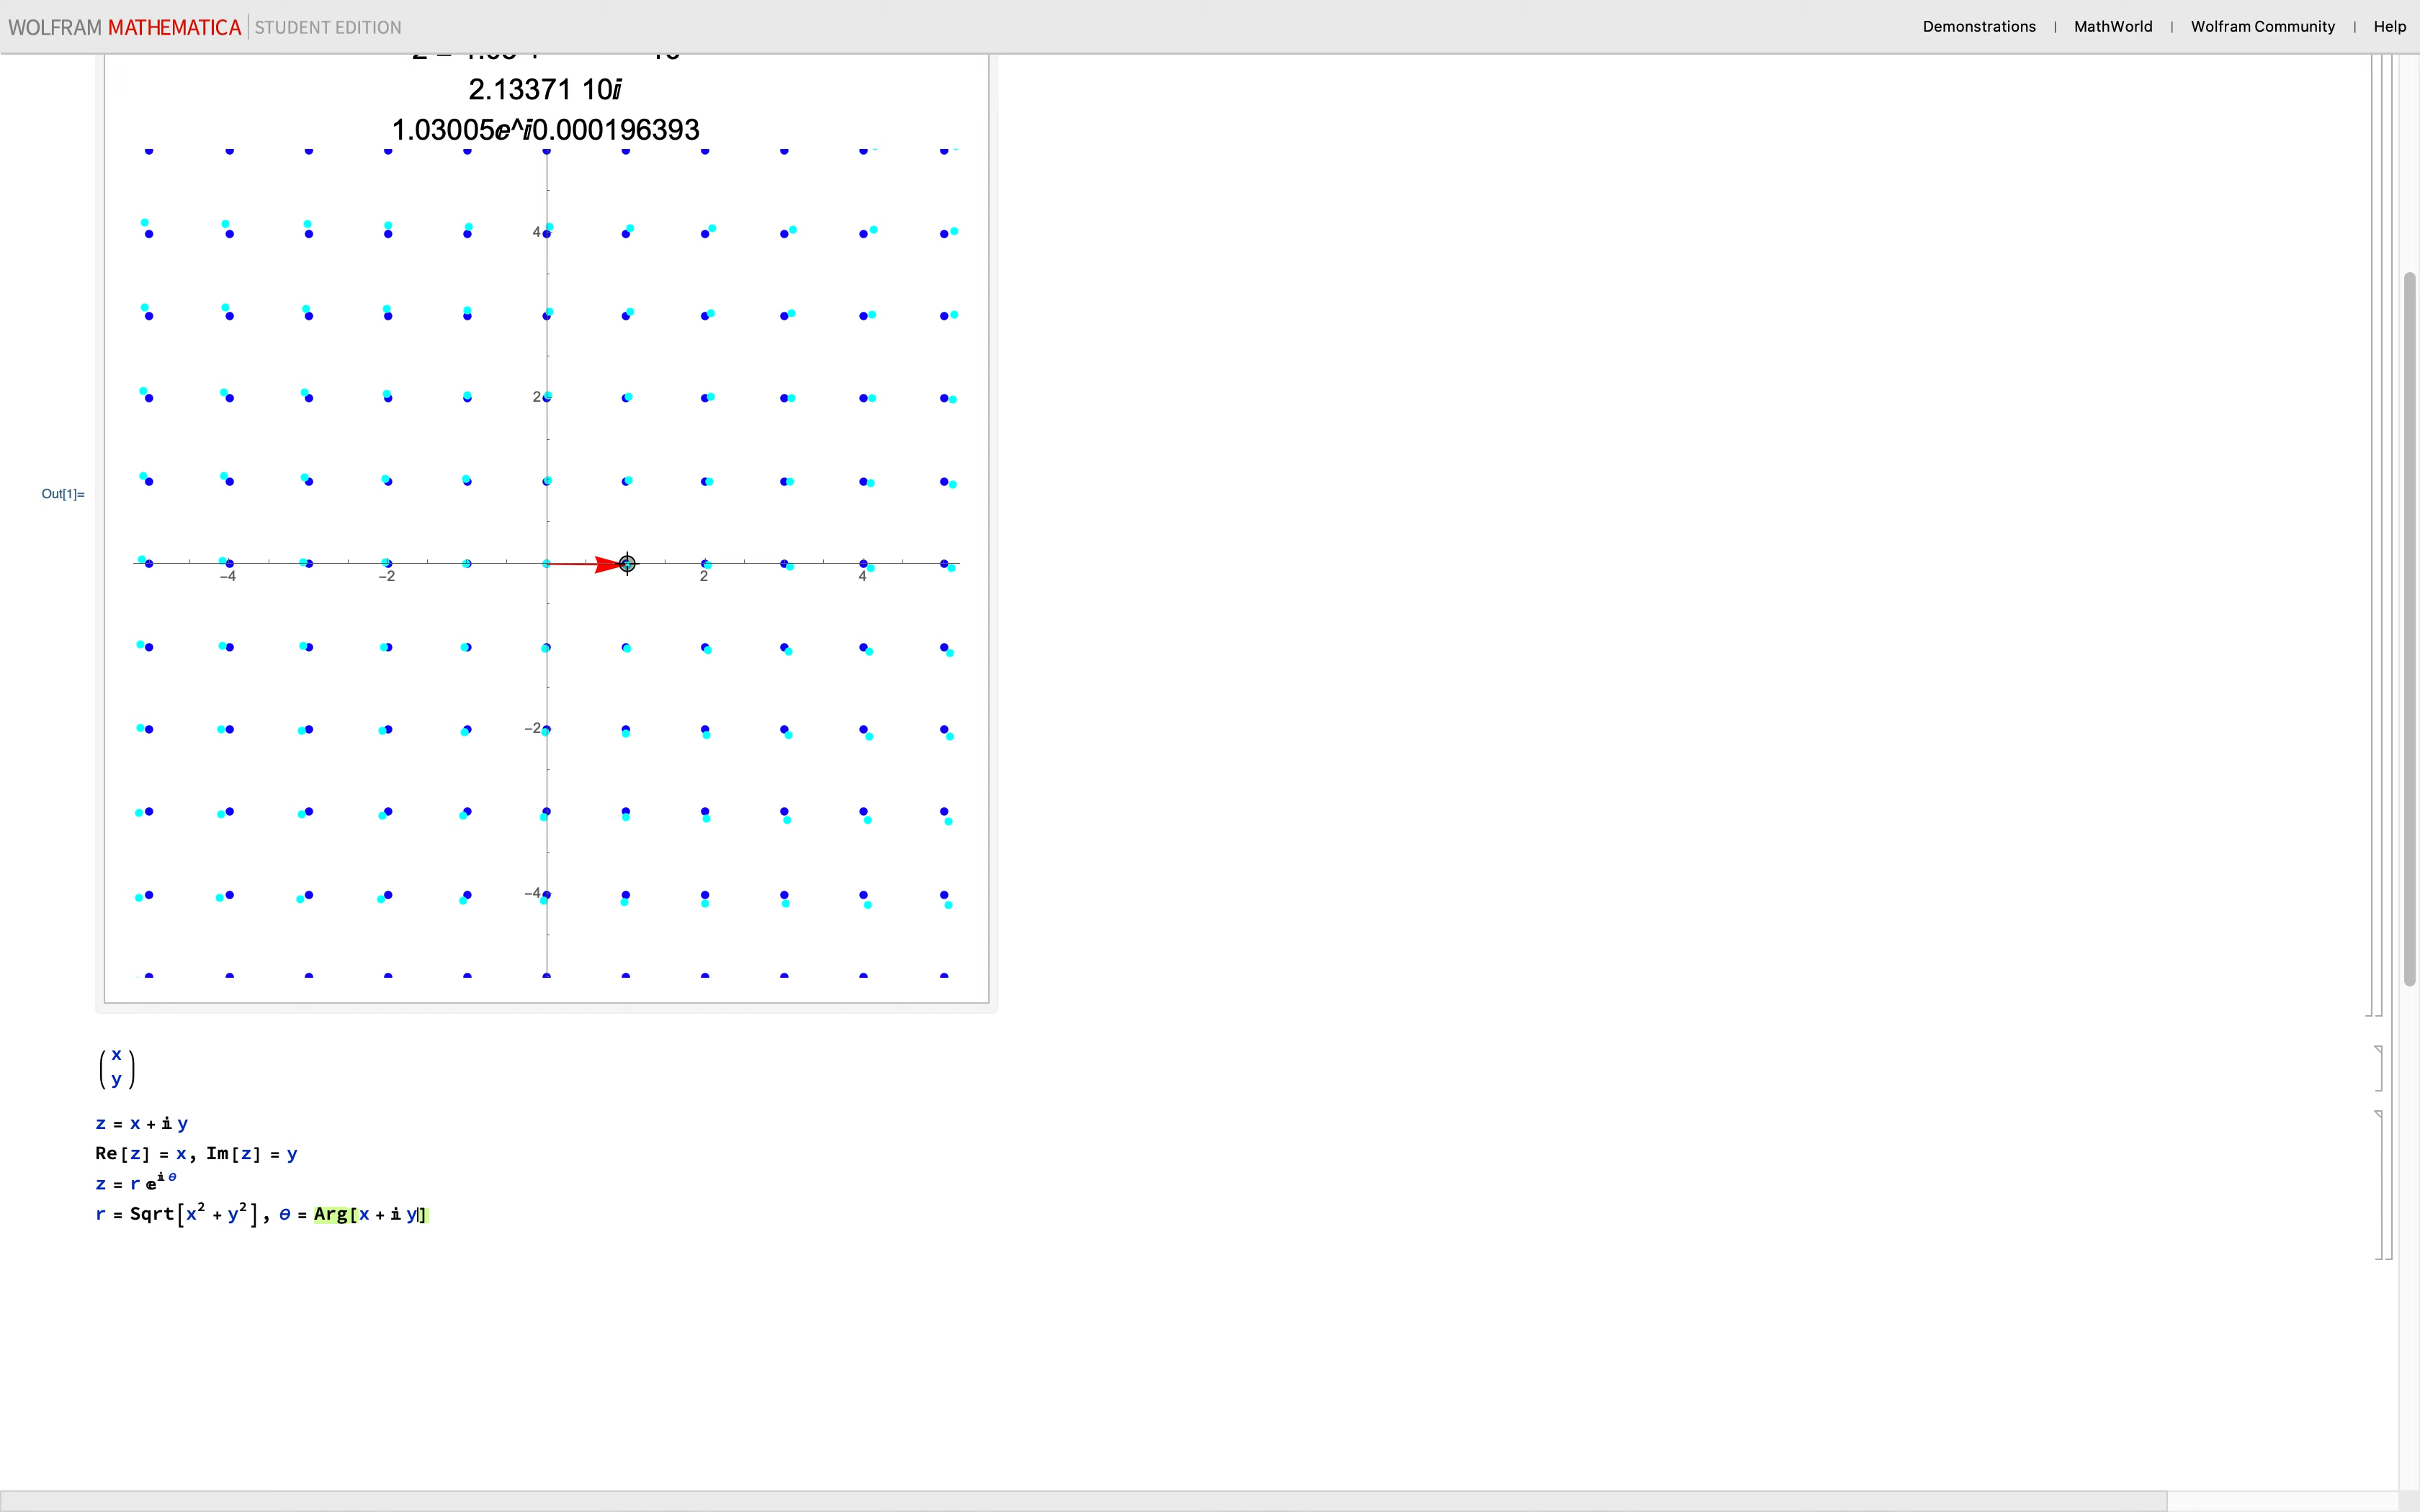 WOLFRAM MATHEMATICA | STUDENT EDITION
Demonstrations | MathWorld | Wolfram Community | Help
2.13371 10ⅈ
1.03005ⅇ^ⅈ0.000196393
4
2
Out[1]=
-4 -2 2 4
-2
-4
(x
y)
z = x + ⅈ y
Re[z] = x, Im[z] = y
z = r ⅇ^ⅈ θ
r = Sqrt[x² + y²], θ = Arg[x + ⅈ y]